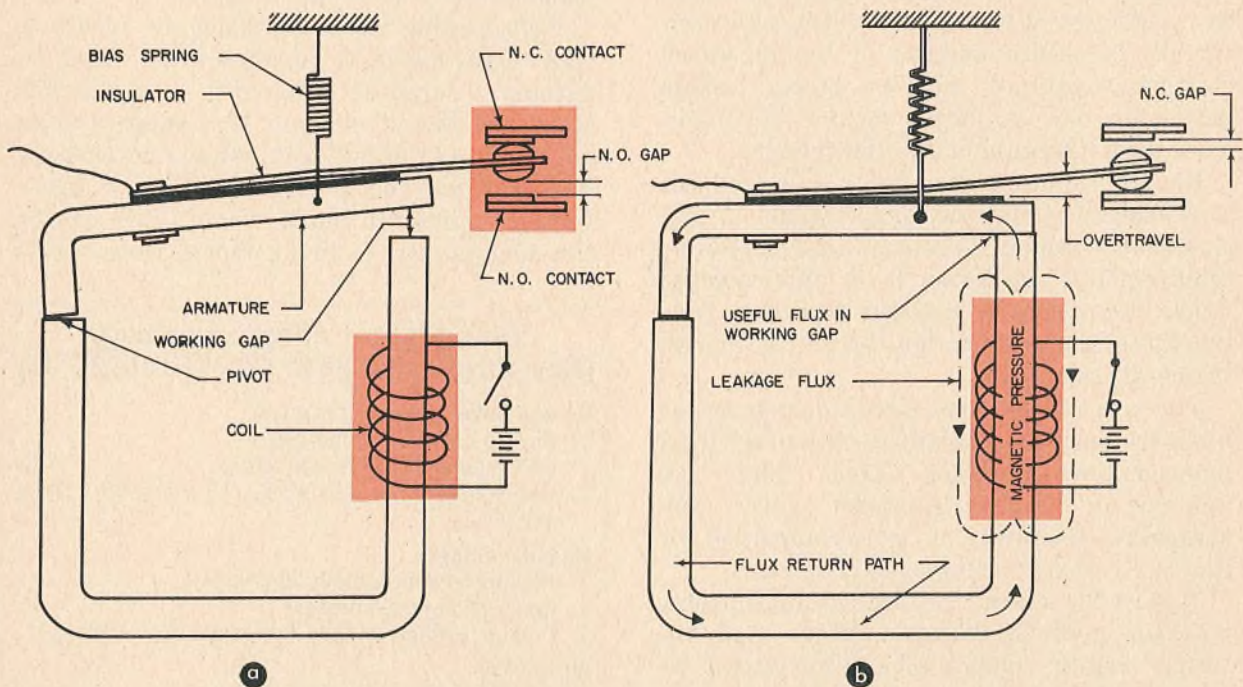 BIAS SPRING
INSULATOR
N.C. CONTACT
N.O. GAP
N.O. CONTACT
ARMATURE
WORKING GAP
PIVOT
COIL
a
N.C. GAP
OVERTRAVEL
USEFUL FLUX IN
WORKING GAP
LEAKAGE FLUX
MAGNETIC PRESSURE
FLUX RETURN PATH
b